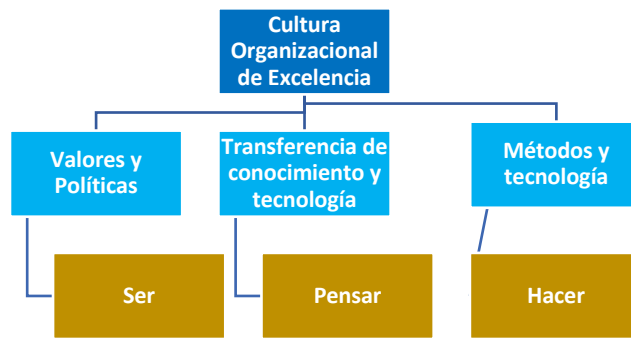 Cultura
Organizacional
de Excelencia
Valores y
Políticas
Transferencia de
conocimiento y
tecnología
Métodos y
tecnología
Ser
Pensar
Hacer